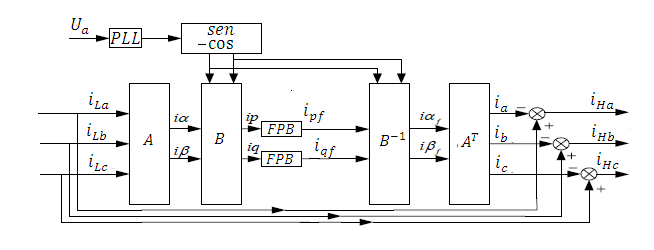 U_a PLL sen -cos
i_La i_Lb i_Lc
A
iα iβ
B
ip iq
FPB FPB
i_pf i_qf
B⁻¹
iα_f iβ_f
A^T
i_a i_b i_c
− + − + − +
i_Ha i_Hb i_Hc